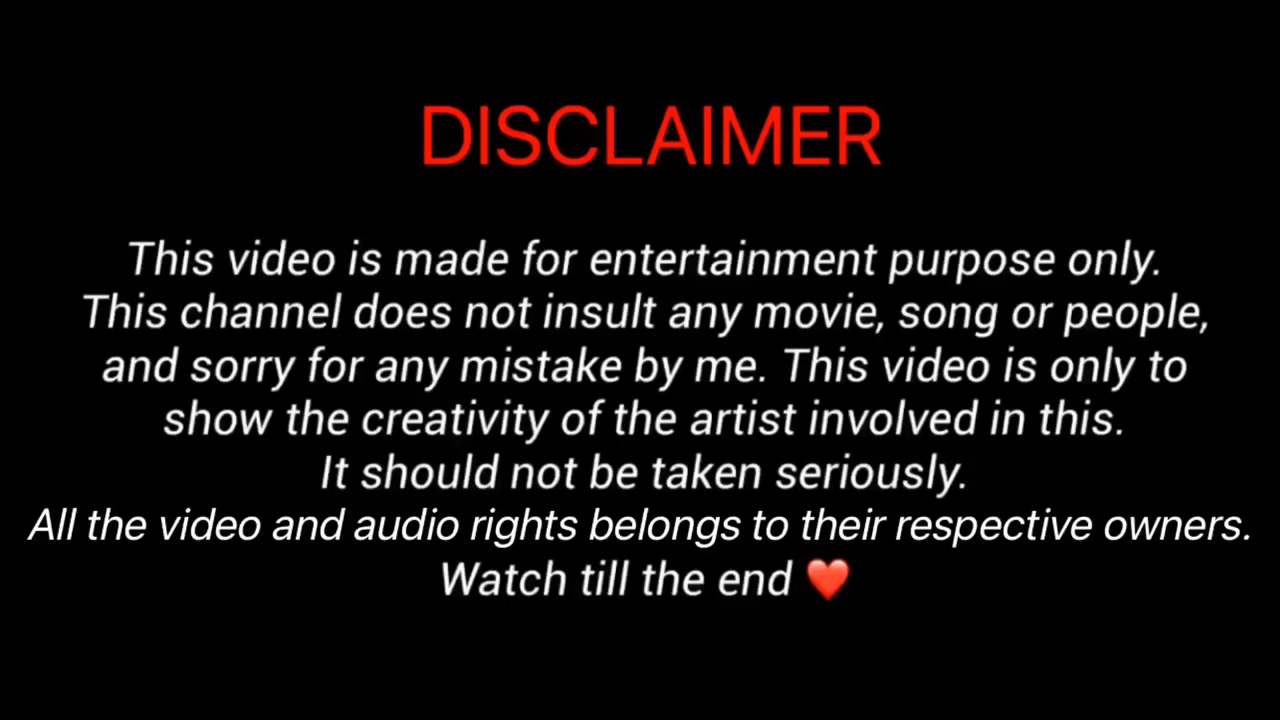 DISCLAIMER
This video is made for entertainment purpose only.
This channel does not insult any movie, song or people,
and sorry for any mistake by me. This video is only to
show the creativity of the artist involved in this.
It should not be taken seriously.
All the video and audio rights belongs to their respective owners.
Watch till the end ❤️